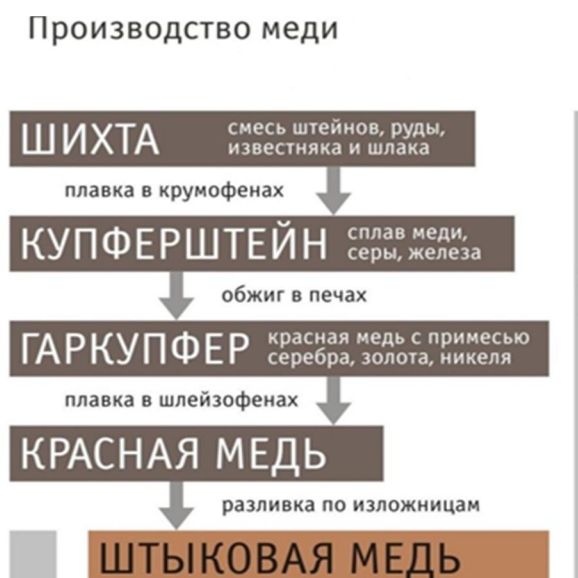 Производство меди
ШИХТА
смесь штейнов, руды,
известняка и шлака
плавка в крумофенах
КУПФЕРШТЕЙН
сплав меди,
серы, железа
обжиг в печах
ГАРКУПФЕР
красная медь с примесью
серебра, золота, никеля
плавка в шлейзофенах
КРАСНАЯ МЕДЬ
разливка по изложницам
ШТЫКОВАЯ МЕДЬ